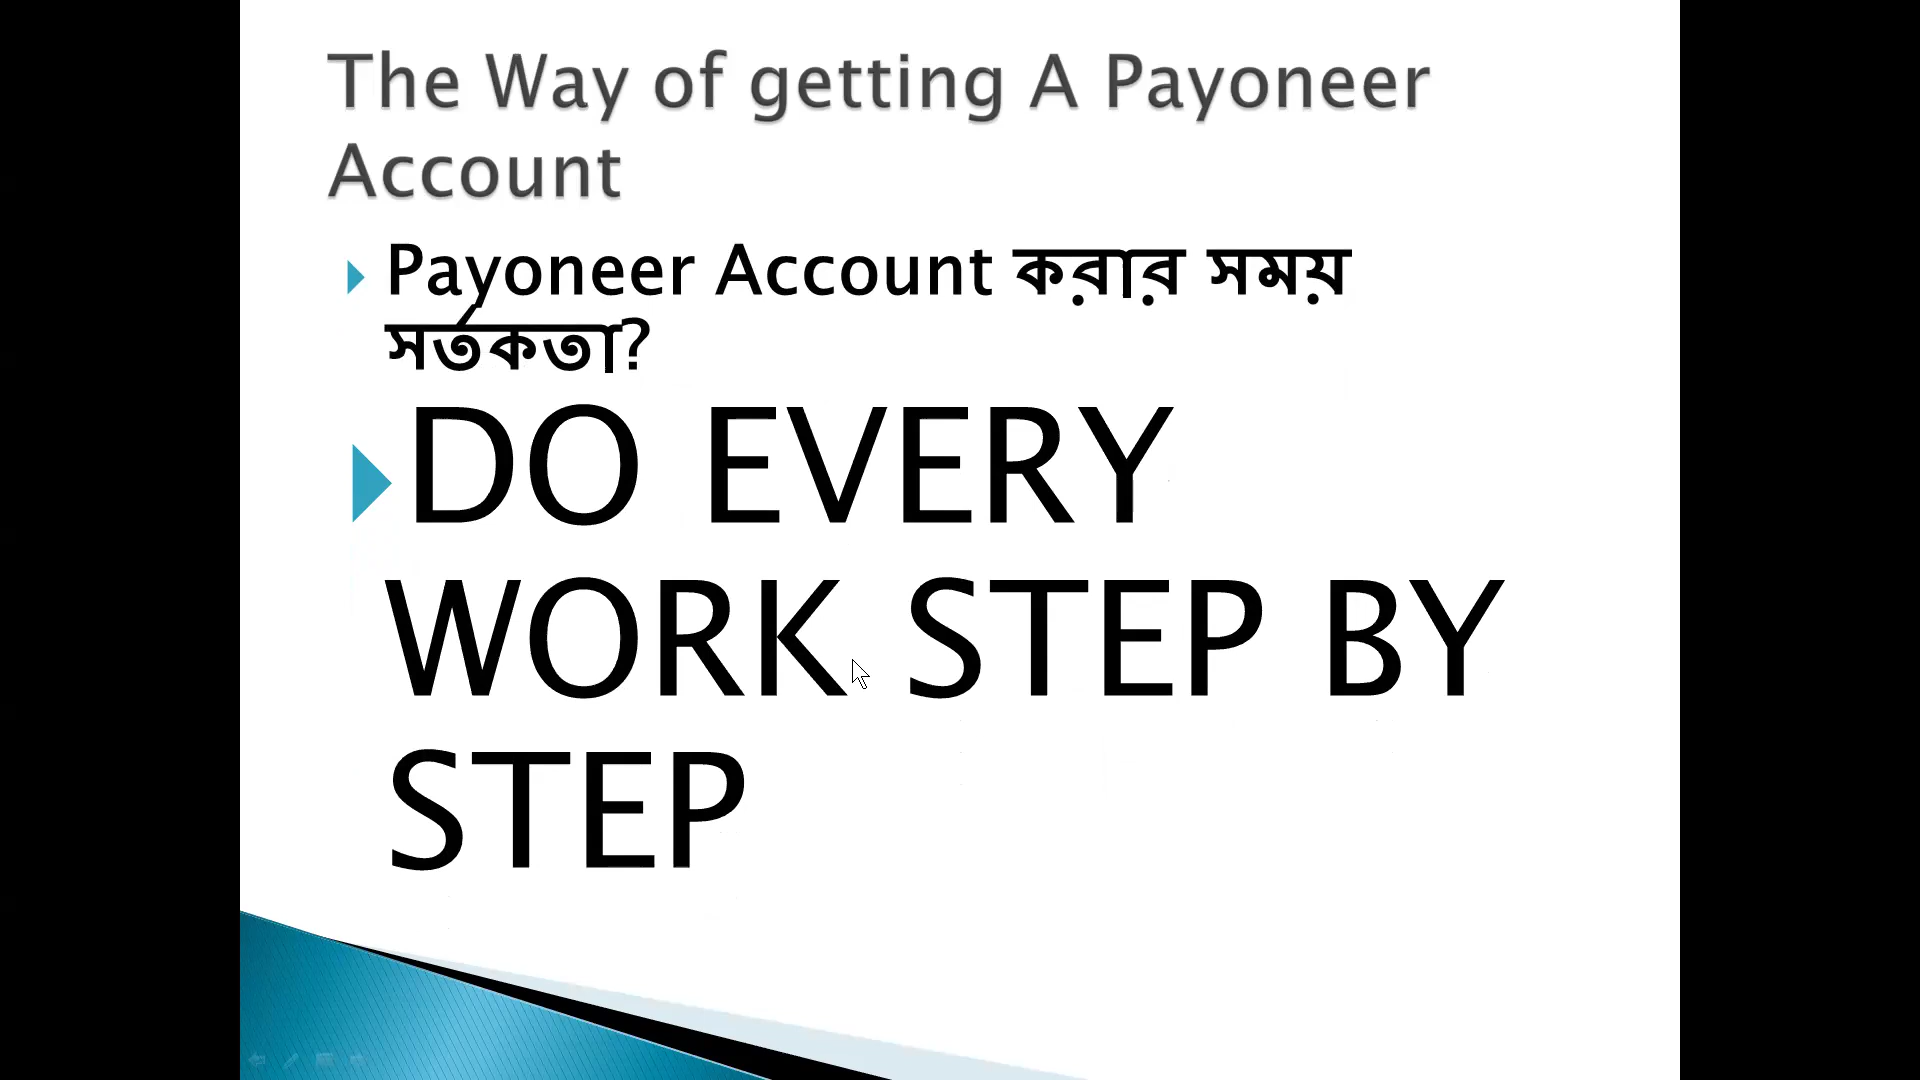 The Way of getting A Payoneer
Account
Payoneer Account করার সময়
সর্তকতা?
DO EVERY
WORK STEP BY
STEP